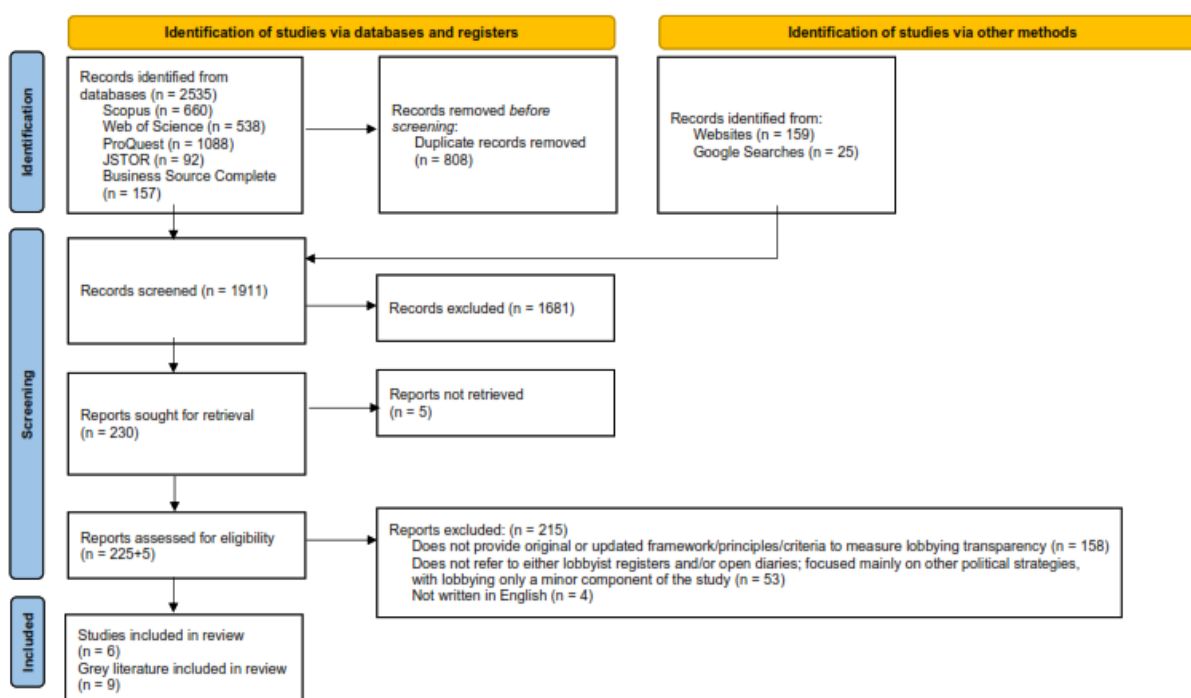 Identification of studies via databases and registers
Identification of studies via other methods
Identification
Records identified from
databases (n = 2535)
Scopus (n = 660)
Web of Science (n = 538)
ProQuest (n = 1088)
JSTOR (n = 92)
Business Source Complete
(n = 157)
Records removed before
screening:
Duplicate records removed
(n = 808)
Records identified from:
Websites (n = 159)
Google Searches (n = 25)
Screening
Records screened (n = 1911)
Records excluded (n = 1681)
Reports sought for retrieval
(n = 230)
Reports not retrieved
(n = 5)
Reports assessed for eligibility
(n = 225+5)
Reports excluded: (n = 215)
Does not provide original or updated framework/principles/criteria to measure lobbying transparency (n = 158)
Does not refer to either lobbyist registers and/or open diaries; focused mainly on other political strategies,
with lobbying only a minor component of the study (n = 53)
Not written in English (n = 4)
Included
Studies included in review
(n = 6)
Grey literature included in review
(n = 9)